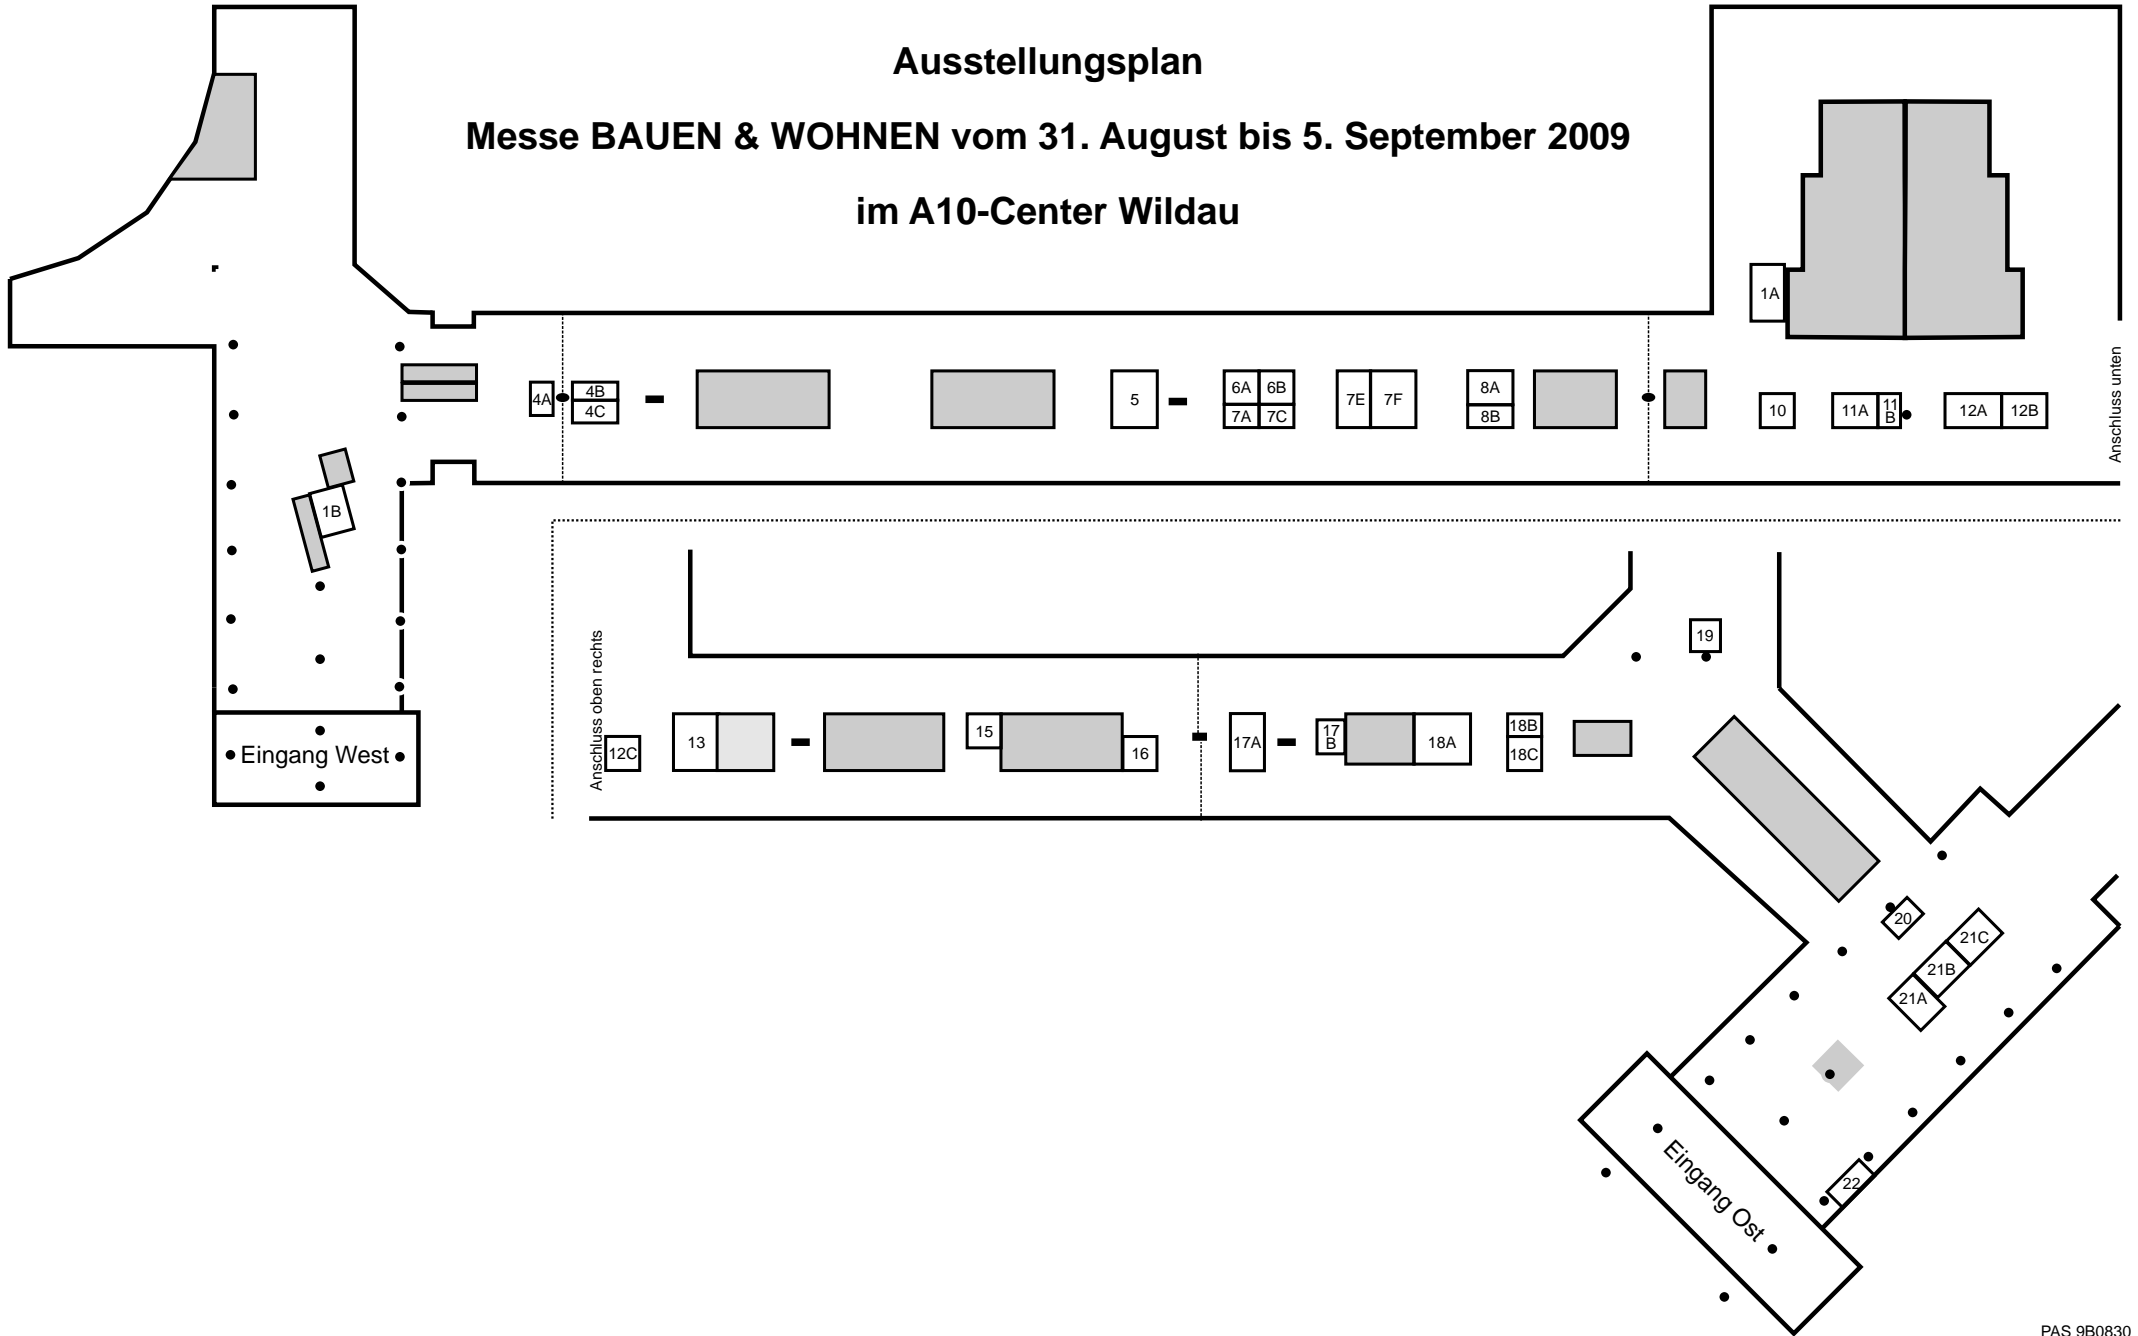 Ausstellungsplan
Messe BAUEN & WOHNEN vom 31. August bis 5. September 2009
im A10-Center Wildau
1A
Anschluss unten
4A
4B
4C
5
6A
6B
7A
7C
7E
7F
8A
8B
10
11A
11
B
12A
12B
1B
Eingang West
Anschluss oben rechts
12C
13
15
16
17A
17
B
18A
18B
18C
19
20
21C
21B
21A
22
Eingang Ost
PAS 9B0830